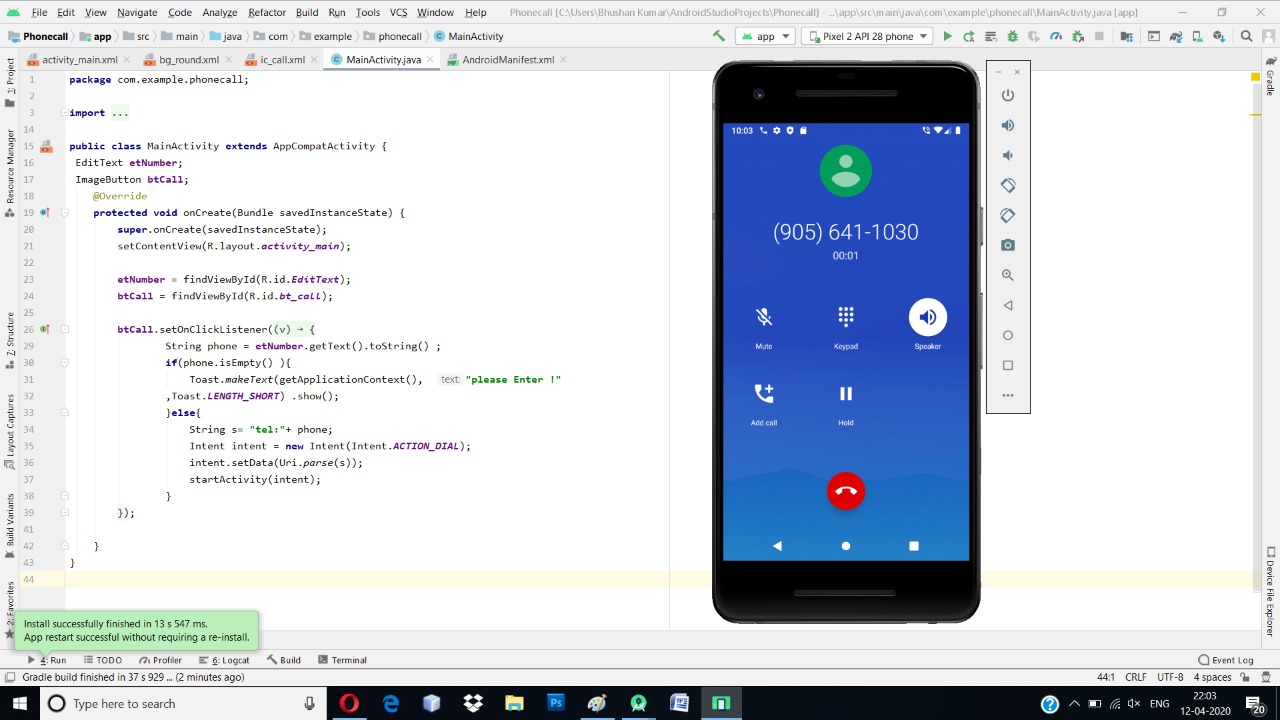 File Edit View Navigate Code Analyze Refactor Build Run Tools VCS Window Help Phonecall [C:\Users\Bhushan Kumar\AndroidStudioProjects\Phonecall] - ...\app\src\main\java\com\example\phonecall\MainActivity.java [app]
Phonecall app src main java com example phonecall MainActivity app Pixel 2 API 28 phone
activity_main.xml bg_round.xml ic_call.xml MainActivity.java AndroidManifest.xml
1: Project
Resource Manager
Z: Structure
Layout Captures
Build Variants
Favorites
1 package com.example.phonecall;
2
3 import ...
14
15 public class MainActivity extends AppCompatActivity {
16 EditText etNumber;
17 ImageButton btCall;
18 @Override
19 protected void onCreate(Bundle savedInstanceState) {
20 super.onCreate(savedInstanceState);
21 setContentView(R.layout.activity_main);
22
23 etNumber = findViewById(R.id.EditText);
24 btCall = findViewById(R.id.bt_call);
25
26 btCall.setOnClickListener((v) → {
29 String phone = etNumber.getText().toString() ;
30 if(phone.isEmpty() ){
31 Toast.makeText(getApplicationContext(), text: "please Enter !"
32 ,Toast.LENGTH_SHORT) .show();
33 }else{
34 String s= "tel:"+ phone;
35 Intent intent = new Intent(Intent.ACTION_DIAL);
36 intent.setData(Uri.parse(s));
37 startActivity(intent);
38 }
39 });
41
42 }
43 }
44
10:03
(905) 641-1030
00:01
Mute Keypad Speaker
Add call Hold
Gradle
Device File Explorer
Install successfully finished in 13 s 547 ms.
App restart successful without requiring a re-install.
4: Run TODO Profiler 6: Logcat Build Terminal Event Log
Gradle build finished in 37 s 929 ... (2 minutes ago) 44:1 CRLF UTF-8 4 spaces
Type here to search
ENG
22:03
12-04-2020
20